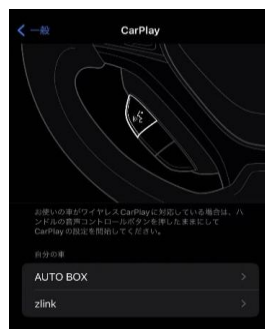 一般
CarPlay
お使いの車がワイヤレスCarPlayに対応している場合は、ハ
ンドルの音声コントロールボタンを押したままにして
CarPlayの設定を開始してください。
自分の車
AUTO BOX
zlink